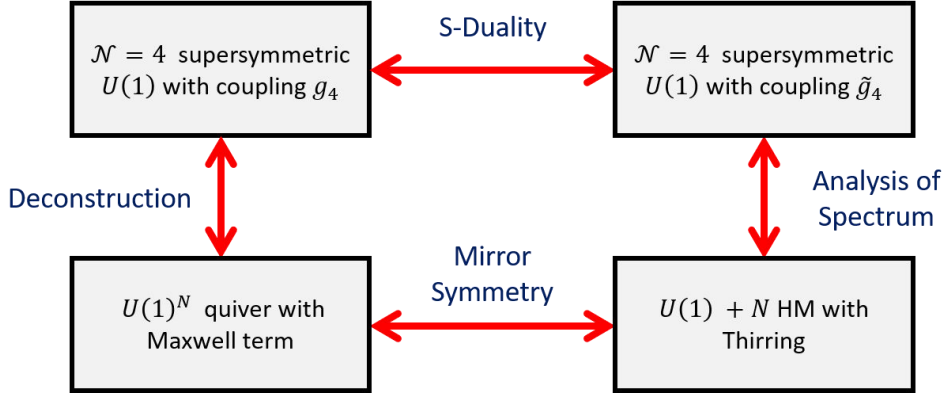 S-Duality
𝒩 = 4 supersymmetric
U(1) with coupling g₄
𝒩 = 4 supersymmetric
U(1) with coupling g̃₄
Deconstruction
Analysis of
Spectrum
Mirror
Symmetry
U(1)ᴺ quiver with
Maxwell term
U(1) + N HM with
Thirring